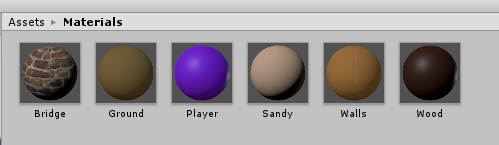 Assets ▸ Materials
Bridge Ground Player Sandy Walls Wood